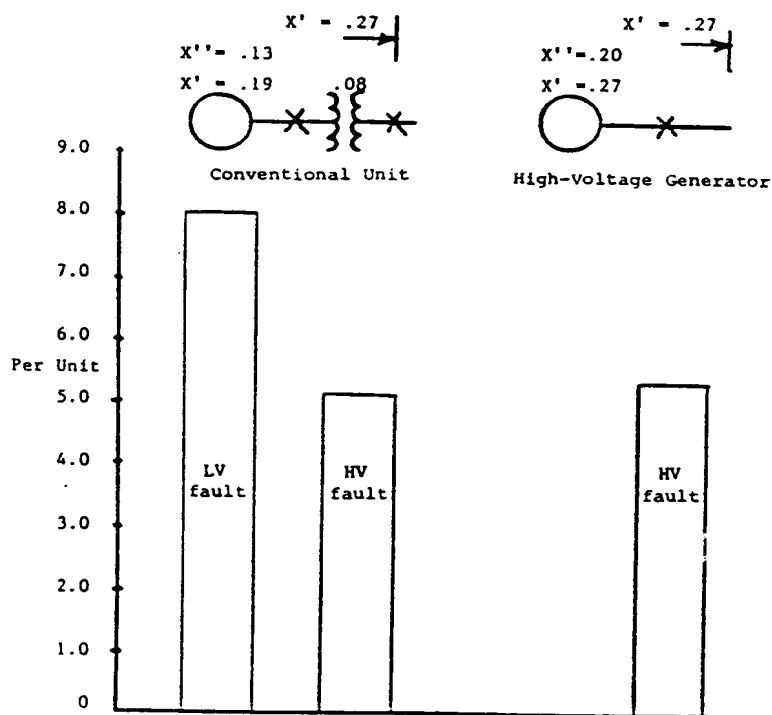 X' = .27
X''= .13
X' = .19
.08
Conventional Unit
X' = .27
X''=.20
X' =.27
High-Voltage Generator
9.0
8.0
7.0
6.0
Per Unit
5.0
4.0
3.0
2.0
1.0
0
LV
fault
HV
fault
HV
fault